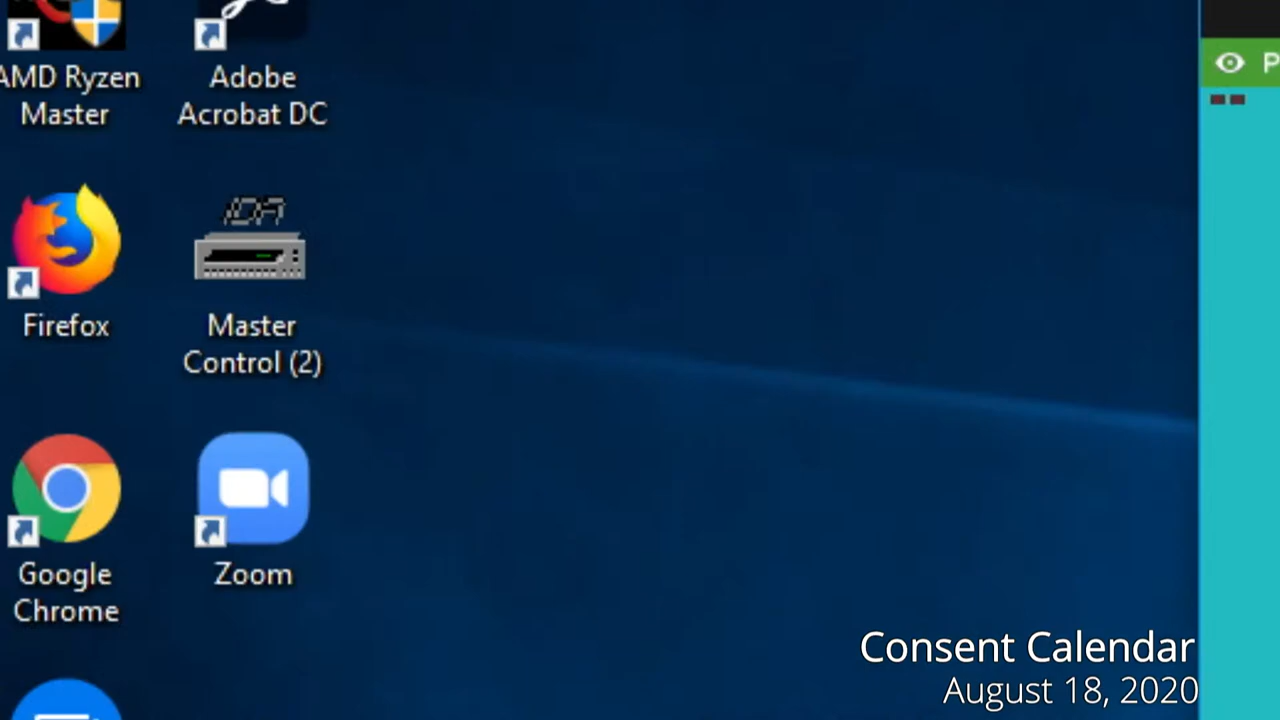 AMD Ryzen
Master
Adobe
Acrobat DC
P
Firefox
Master
Control (2)
Google
Chrome
Zoom
Consent Calendar
August 18, 2020